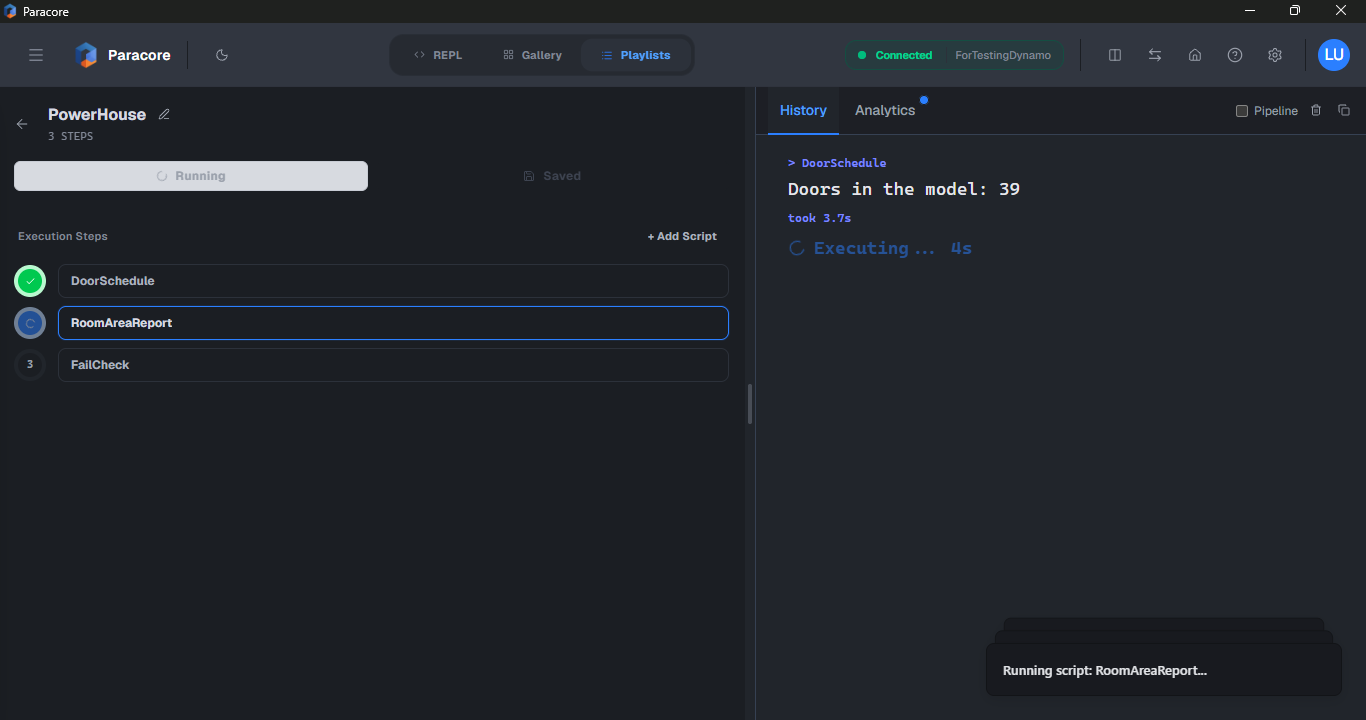 Paracore
Paracore
REPL
Gallery
Playlists
Connected
ForTestingDynamo
LU
PowerHouse
3 STEPS
Running
Saved
Execution Steps
+ Add Script
DoorSchedule
RoomAreaReport
3
FailCheck
History
Analytics
Pipeline
> DoorSchedule
Doors in the model: 39
took 3.7s
Executing... 4s
Running script: RoomAreaReport...